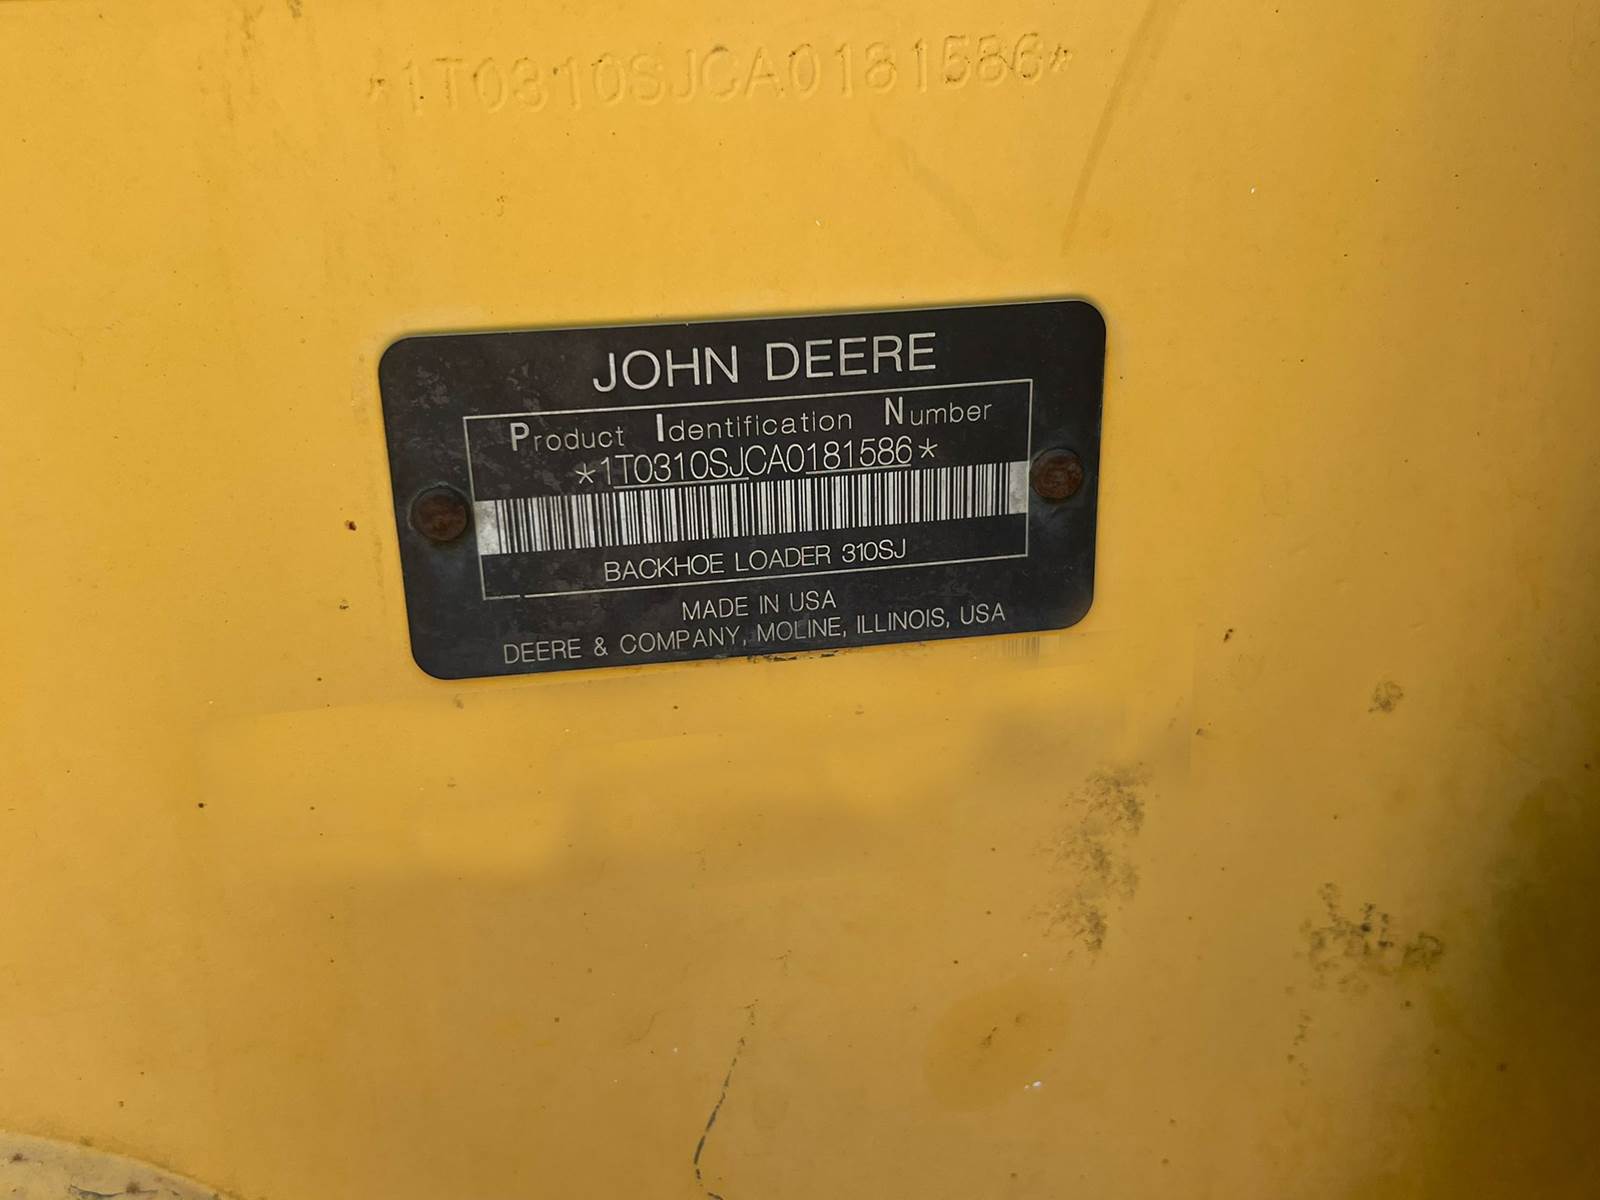 *1T0310SJCA0181586*
JOHN DEERE
Product Identification Number
*1T0310SJCA0181586*
BACKHOE LOADER 310SJ
MADE IN USA
DEERE & COMPANY, MOLINE, ILLINOIS, USA